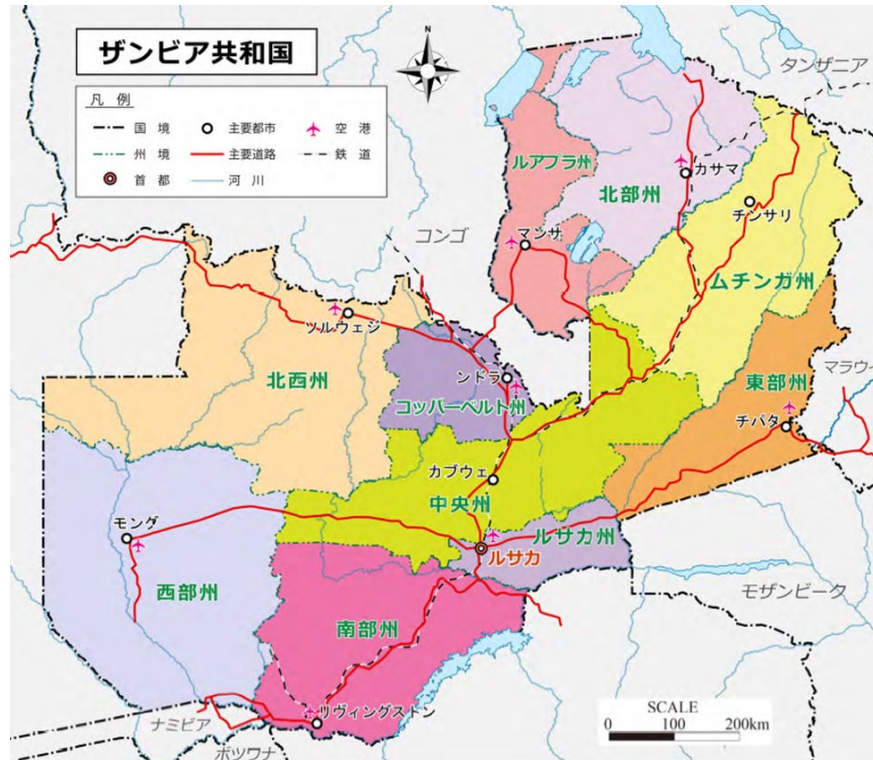 ザンビア共和国
凡 例
国 境
主要都市
空 港
州 境
主要道路
鉄 道
首 都
河 川
N
タンザニア
ルアプラ州
北部州
カサマ
チンサリ
コンゴ
マンサ
ムチンガ州
ソルウェジ
北西州
ンドラ
コッパーベルト州
東部州
マラウイ
チパタ
カブウェ
中央州
モング
ルサカ州
ルサカ
西部州
モザンビーク
南部州
リヴィングストン
ナミビア
ボツワナ
SCALE
0 100 200km